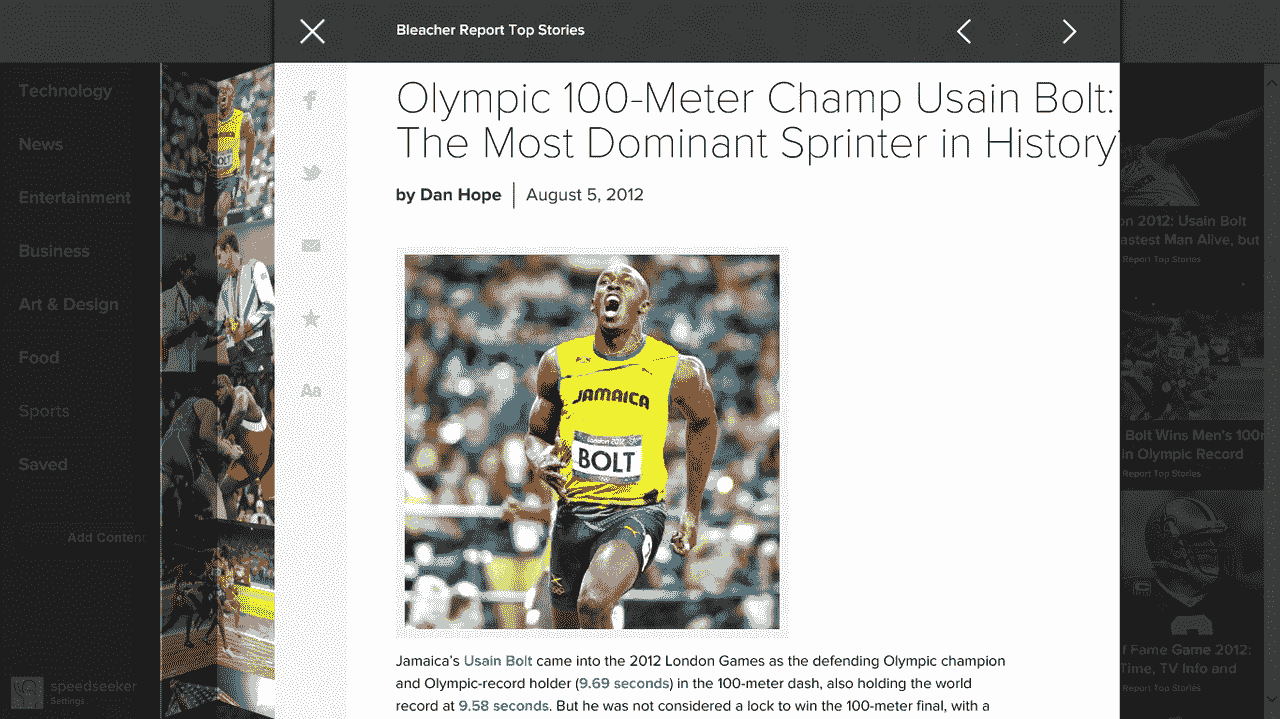 Bleacher Report Top Stories
Technology
News
Entertainment
Business
Art & Design
Food
Sports
Saved
Add Conten
speedseeker
Settings
Aa
Olympic 100-Meter Champ Usain Bolt:
The Most Dominant Sprinter in History
by Dan Hope | August 5, 2012
BOLT
London 2012
JAMAICA
BOLT
Jamaica's Usain Bolt came into the 2012 London Games as the defending Olympic champion
and Olympic-record holder (9.69 seconds) in the 100-meter dash, also holding the world
record at 9.58 seconds. But he was not considered a lock to win the 100-meter final, with a
on 2012: Usain Bolt
astest Man Alive, but
Report Top Stories
Bolt Wins Men's 100
in Olympic Record
Report Top Stories
f Fame Game 2012:
Time, TV Info and
Report Top Stories